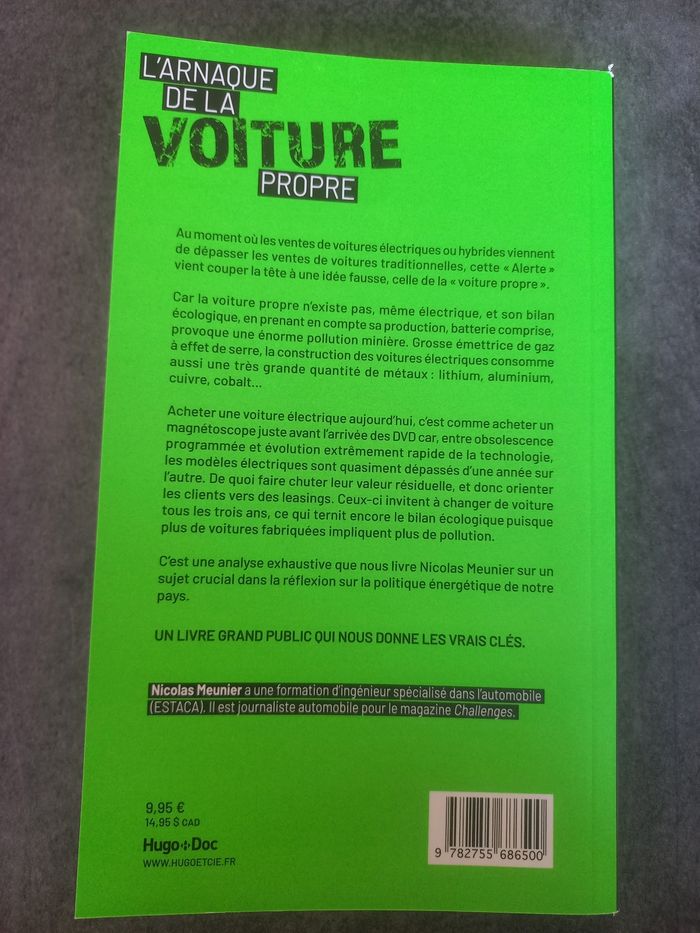 L'ARNAQUE
DE LA
VOITURE
PROPRE
Au moment où les ventes de voitures électriques ou hybrides viennent
de dépasser les ventes de voitures traditionnelles, cette « Alerte »
vient couper la tête à une idée fausse, celle de la « voiture propre ».
Car la voiture propre n'existe pas, même électrique, et son bilan
écologique, en prenant en compte sa production, batterie comprise,
provoque une énorme pollution minière. Grosse émettrice de gaz
à effet de serre, la construction des voitures électriques consomme
aussi une très grande quantité de métaux : lithium, aluminium,
cuivre, cobalt...
Acheter une voiture électrique aujourd'hui, c'est comme acheter un
magnétoscope juste avant l'arrivée des DVD car, entre obsolescence
programmée et évolution extrêmement rapide de la technologie,
les modèles électriques sont quasiment dépassés d'une année sur
l'autre. De quoi faire chuter leur valeur résiduelle, et donc orienter
les clients vers des leasings. Ceux-ci invitent à changer de voiture
tous les trois ans, ce qui ternit encore le bilan écologique puisque
plus de voitures fabriquées impliquent plus de pollution.
C'est une analyse exhaustive que nous livre Nicolas Meunier sur un
sujet crucial dans la réflexion sur la politique énergétique de notre
pays.
UN LIVRE GRAND PUBLIC QUI NOUS DONNE LES VRAIS CLÉS.
Nicolas Meunier a une formation d'ingénieur spécialisé dans l'automobile
(ESTACA). Il est journaliste automobile pour le magazine Challenges.
9,95 €
14,95 $ CAD
Hugo Doc
WWW.HUGOETCIE.FR
9 782755 686500